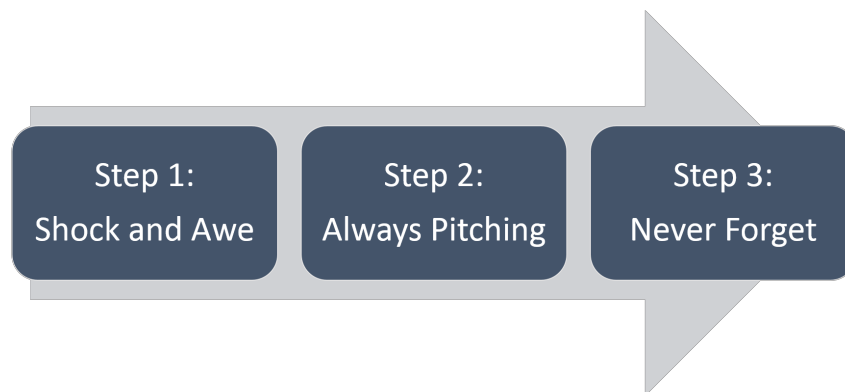 Step 1:
Shock and Awe
Step 2:
Always Pitching
Step 3:
Never Forget